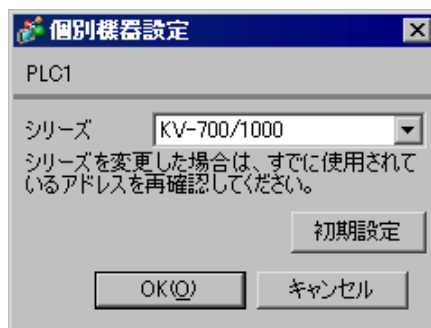 個別機器設定
PLC1
シリーズ
KV-700/1000
シリーズを変更した場合は、すでに使用されて
いるアドレスを再確認してください。
初期設定
OK(O)
キャンセル